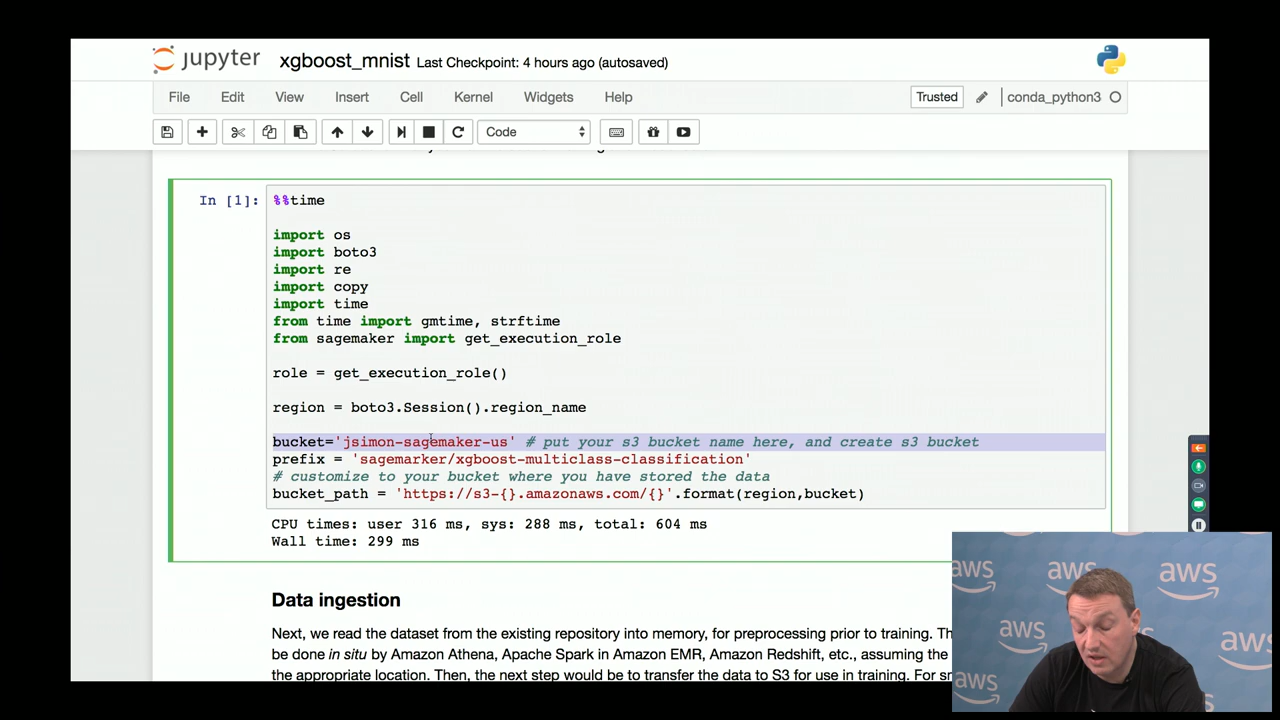 jupyter xgboost_mnist Last Checkpoint: 4 hours ago (autosaved)
File Edit View Insert Cell Kernel Widgets Help Trusted conda_python3
Code
In [1]: %%time
import os
import boto3
import re
import copy
import time
from time import gmtime, strftime
from sagemaker import get_execution_role
role = get_execution_role()
region = boto3.Session().region_name
bucket='jsimon-sagemaker-us' # put your s3 bucket name here, and create s3 bucket
prefix = 'sagemarker/xgboost-multiclass-classification'
# customize to your bucket where you have stored the data
bucket_path = 'https://s3-{}.amazonaws.com/{}'.format(region,bucket)
CPU times: user 316 ms, sys: 288 ms, total: 604 ms
Wall time: 299 ms
Data ingestion
Next, we read the dataset from the existing repository into memory, for preprocessing prior to training.
be done in situ by Amazon Athena, Apache Spark in Amazon EMR, Amazon Redshift, etc., assuming the
the appropriate location. Then, the next step would be to transfer the data to S3 for use in training. For
aws aws aws
aws aws
aws